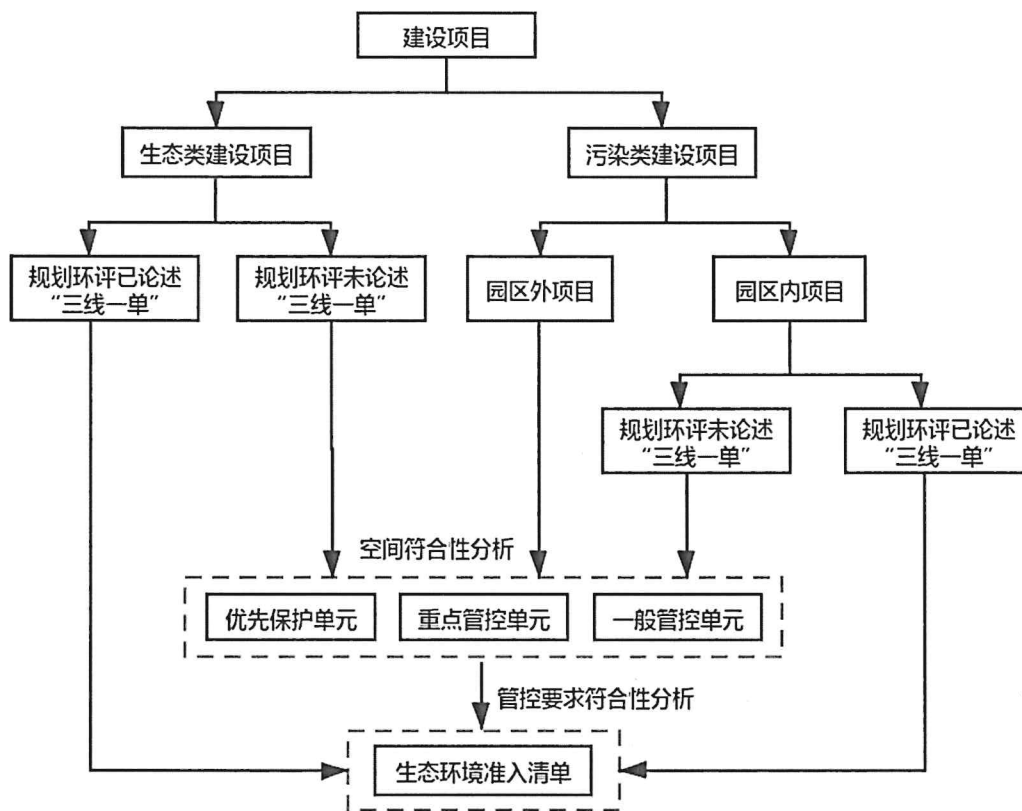 建设项目
生态类建设项目
污染类建设项目
规划环评已论述
“三线一单”
规划环评未论述
“三线一单”
园区外项目
园区内项目
规划环评未论述
“三线一单”
规划环评已论述
“三线一单”
空间符合性分析
优先保护单元
重点管控单元
一般管控单元
管控要求符合性分析
生态环境准入清单